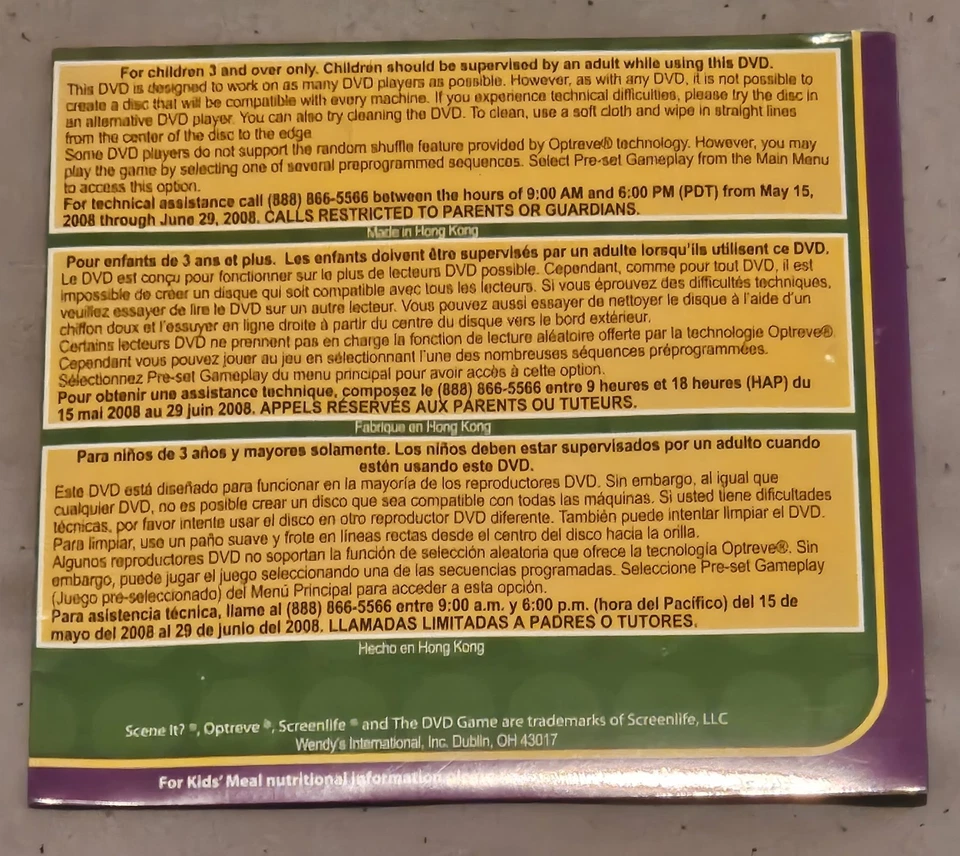 For children 3 and over only. Children should be supervised by an adult while using this DVD.
This DVD is designed to work on as many DVD players as possible. However, as with any DVD, it is not possible to
create a disc that will be compatible with every machine. If you experience technical difficulties, please try the disc in
an alternative DVD player. You can also try cleaning the DVD. To clean, use a soft cloth and wipe in straight lines
from the center of the disc to the edge
Some DVD players do not support the random shuffle feature provided by Optreve® technology. However, you may
play the game by selecting one of several preprogrammed sequences. Select Pre-set Gameplay from the Main Menu
to access this option.
For technical assistance call (888) 866-5566 between the hours of 9:00 AM and 6:00 PM (PDT) from May 15,
2008 through June 29, 2008. CALLS RESTRICTED TO PARENTS OR GUARDIANS.
Made in Hong Kong
Pour enfants de 3 ans et plus. Les enfants doivent être supervisés par un adulte lorsqu'ils utilisent ce DVD.
Le DVD est conçu pour fonctionner sur le plus de lecteurs DVD possible. Cependant, comme pour tout DVD, il est
impossible de créer un disque qui soit compatible avec tous les lecteurs. Si vous éprouvez des difficultés techniques,
veuillez essayer de lire le DVD sur un autre lecteur. Vous pouvez aussi essayer de nettoyer le disque à l'aide d'un
chiffon doux et l'essuyer en ligne droite à partir du centre du disque vers le bord extérieur.
Certains lecteurs DVD ne prennent pas en charge la fonction de lecture aléatoire offerte par la technologie Optreve®.
Cependant vous pouvez jouer au jeu en sélectionnant l'une des nombreuses séquences préprogrammées.
Sélectionnez Pre-set Gameplay du menu principal pour avoir accès à cette option.
Pour obtenir une assistance technique, composez le (888) 866-5566 entre 9 heures et 18 heures (HAP) du
15 mai 2008 au 29 juin 2008. APPELS RÉSERVÉS AUX PARENTS OU TUTEURS.
Fabrique en Hong Kong
Para niños de 3 años y mayores solamente. Los niños deben estar supervisados por un adulto cuando
estén usando este DVD.
Este DVD está diseñado para funcionar en la mayoría de los reproductores DVD. Sin embargo, al igual que
cualquier DVD, no es posible crear un disco que sea compatible con todas las máquinas. Si usted tiene dificultades
técnicas, por favor intente usar el disco en otro reproductor DVD diferente. También puede intentar limpiar el DVD.
Para limpiar, use un paño suave y frote en líneas rectas desde el centro del disco hacia la orilla.
Algunos reproductores DVD no soportan la función de selección aleatoria que ofrece la tecnología Optreve®. Sin
embargo, puede jugar el juego seleccionando una de las secuencias programadas. Seleccione Pre-set Gameplay
(Juego pre-seleccionado) del Menú Principal para acceder a esta opción.
Para asistencia técnica, llame al (888) 866-5566 entre 9:00 a.m. y 6:00 p.m. (hora del Pacífico) del 15 de
mayo del 2008 al 29 de junio del 2008. LLAMADAS LIMITADAS A PADRES O TUTORES.
Hecho en Hong Kong
Scene It?®, Optreve®, Screenlife® and The DVD Game are trademarks of Screenlife, LLC
Wendy's International, Inc. Dublin, OH 43017
For Kids' Meal nutritional information please